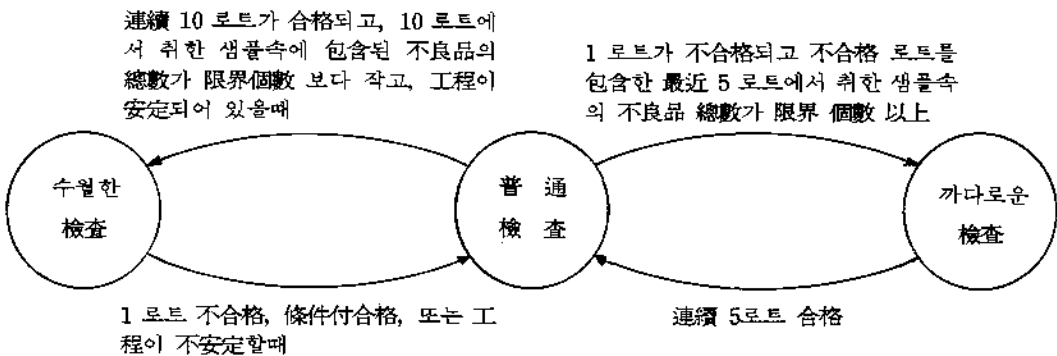 連續 10 로트가 合格되고, 10 로트에
서 취한 샘플속에 包含된 不良品의
總數가 限界個數 보다 작고, 工程이
安定되어 있을때
1 로트가 不合格되고 不合格 로트를
包含한 最近 5 로트에서 취한 샘플속
의 不良品 總數가 限界 個數 以上
수월한
檢査
普 通
檢 査
까다로운
檢査
1 로트 不合格, 條件付合格, 또는 工
程이 不安定할때
連續 5로트 合格